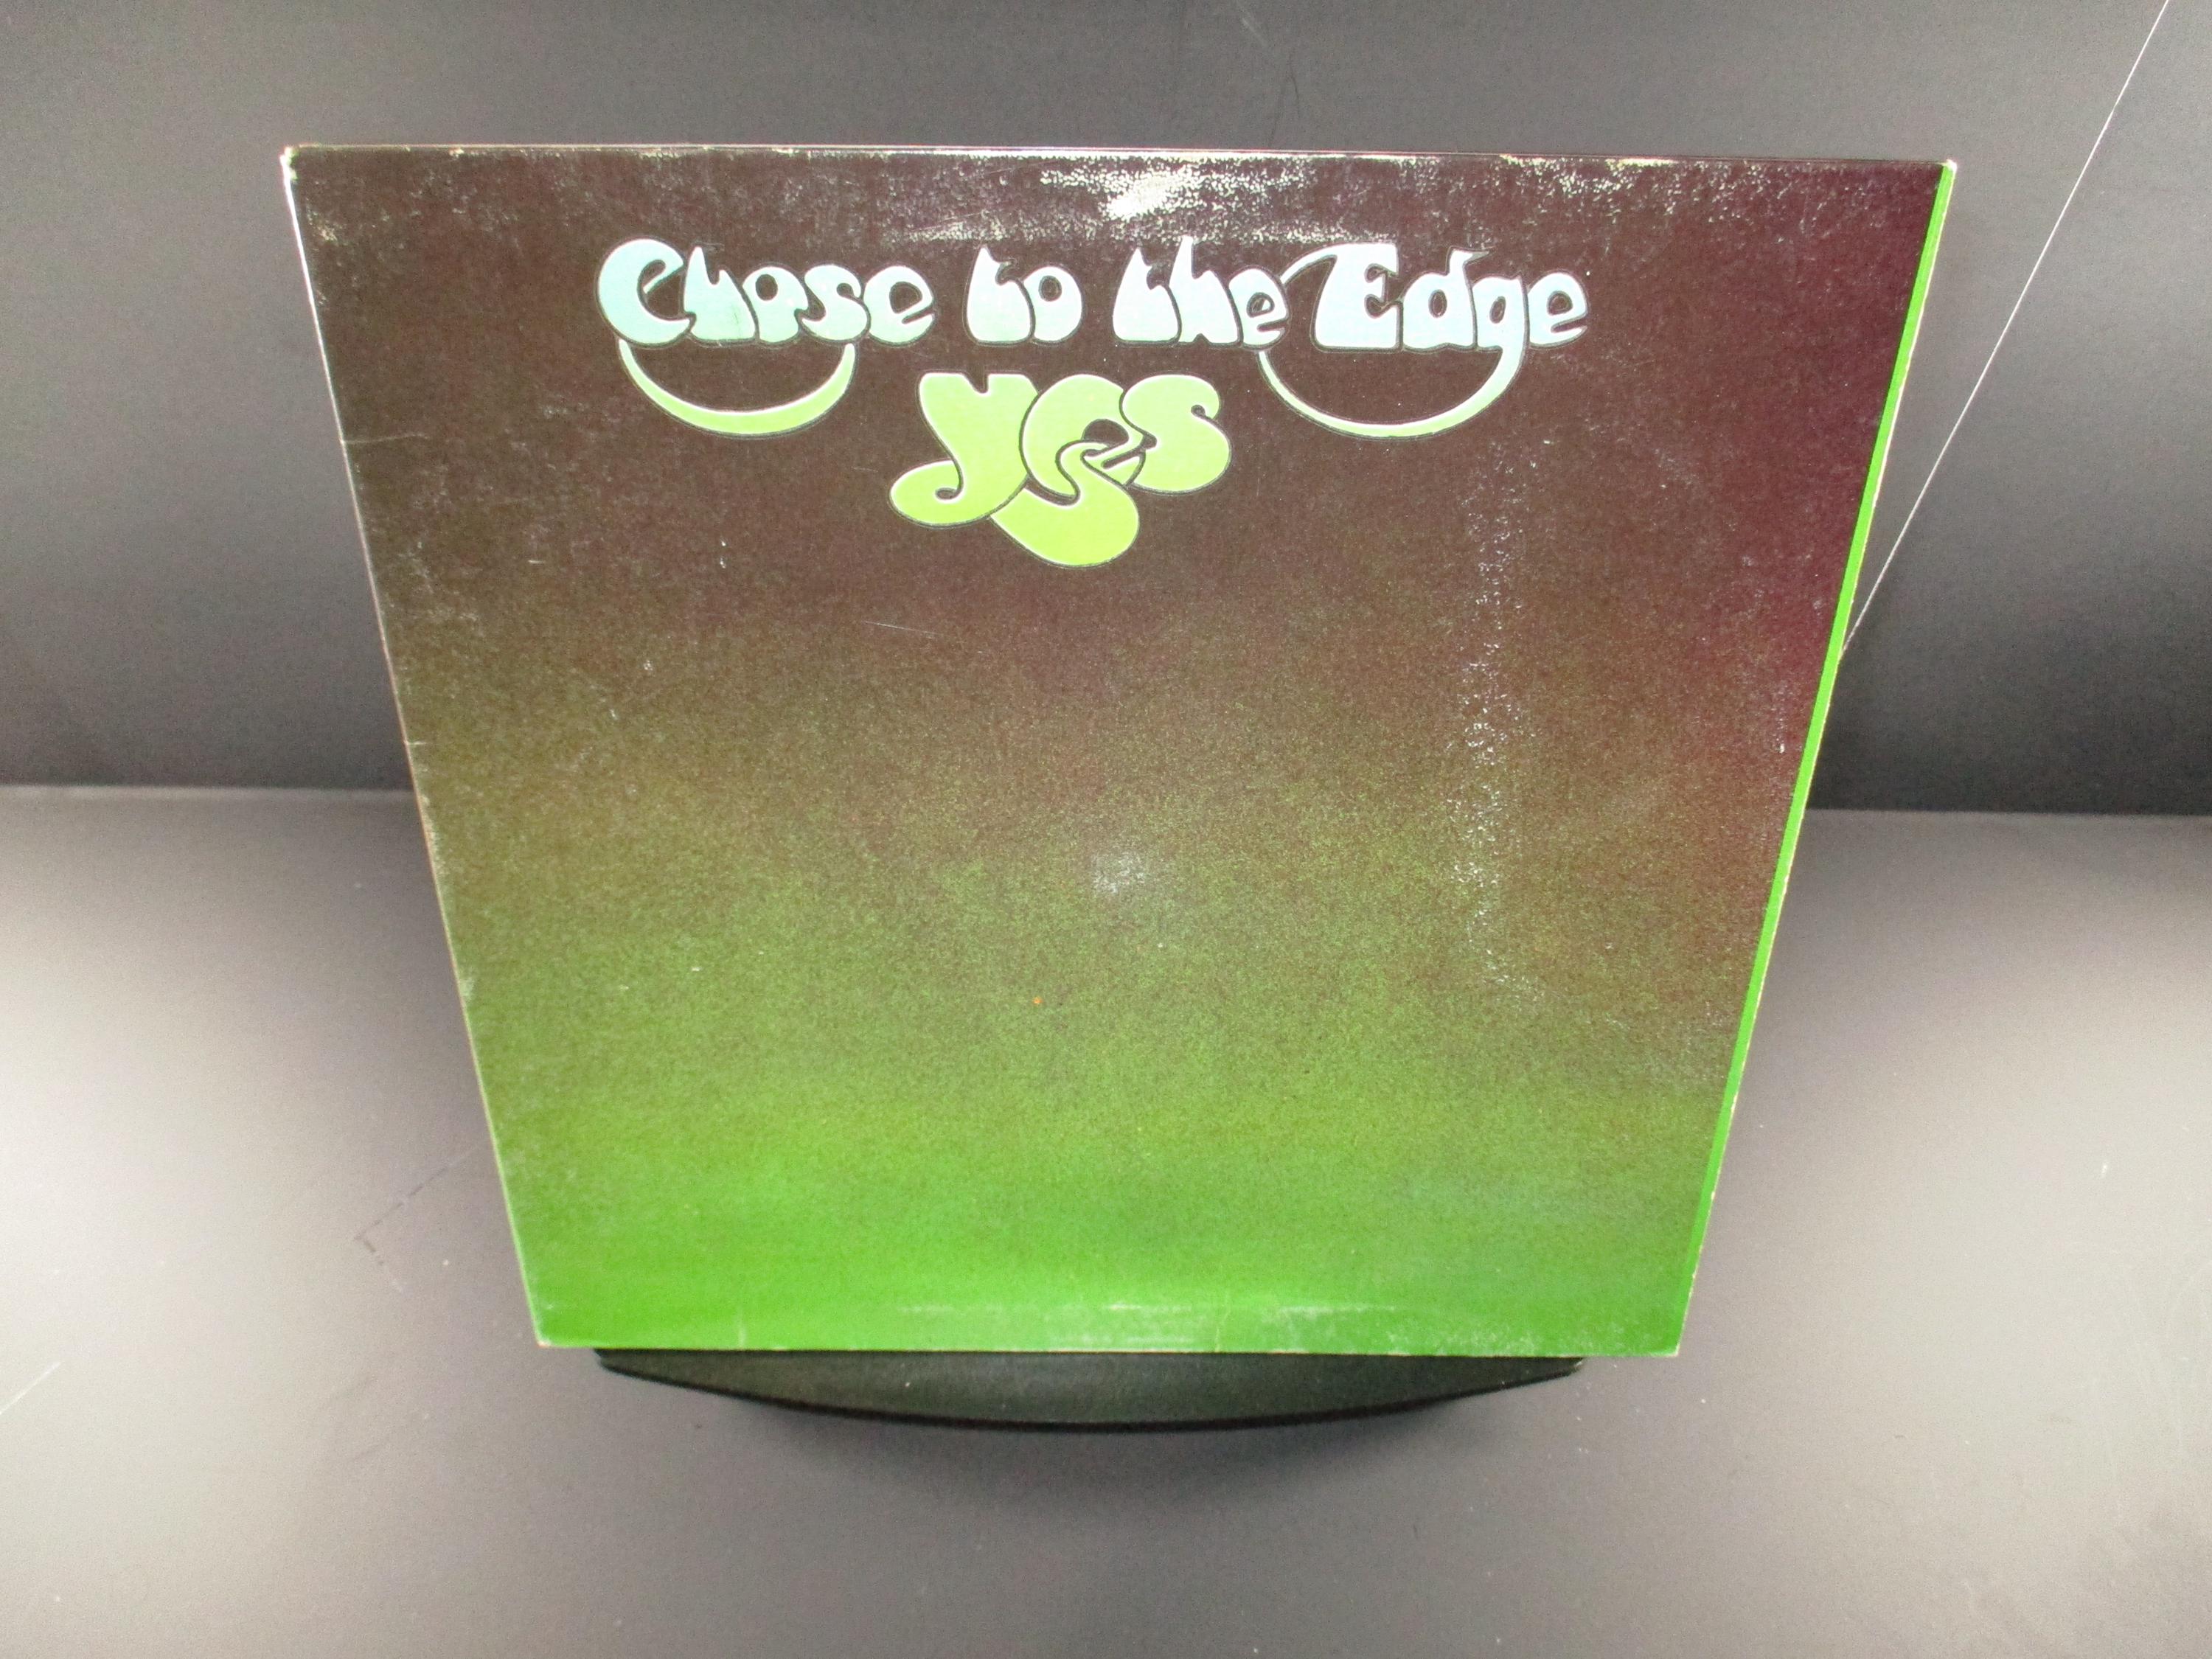 Close to the Edge
Yes